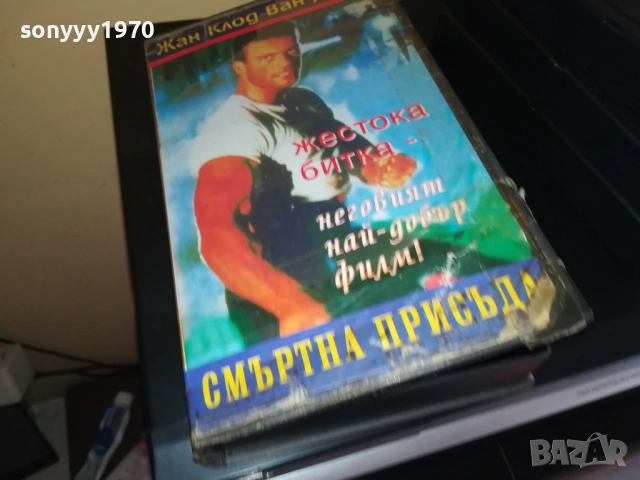 sonyyy1970
Жан Клод Ван
жестока
битка -
неговият
най-добър
филм!
СМЪРТНА ПРИСЪДА
BAZAR